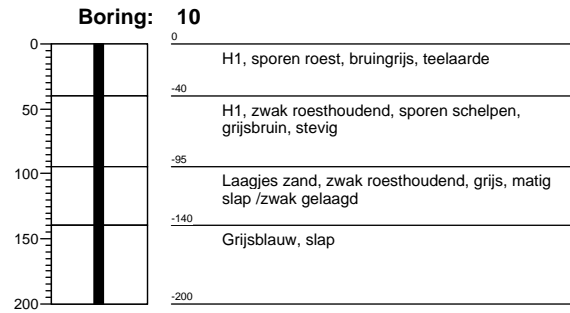 Boring: 10
0
0
H1, sporen roest, bruingrijs, teelaarde
-40
50
H1, zwak roesthoudend, sporen schelpen,
grijsbruin, stevig
-95
100
Laagjes zand, zwak roesthoudend, grijs, matig
slap /zwak gelaagd
-140
150
Grijsblauw, slap
200
-200